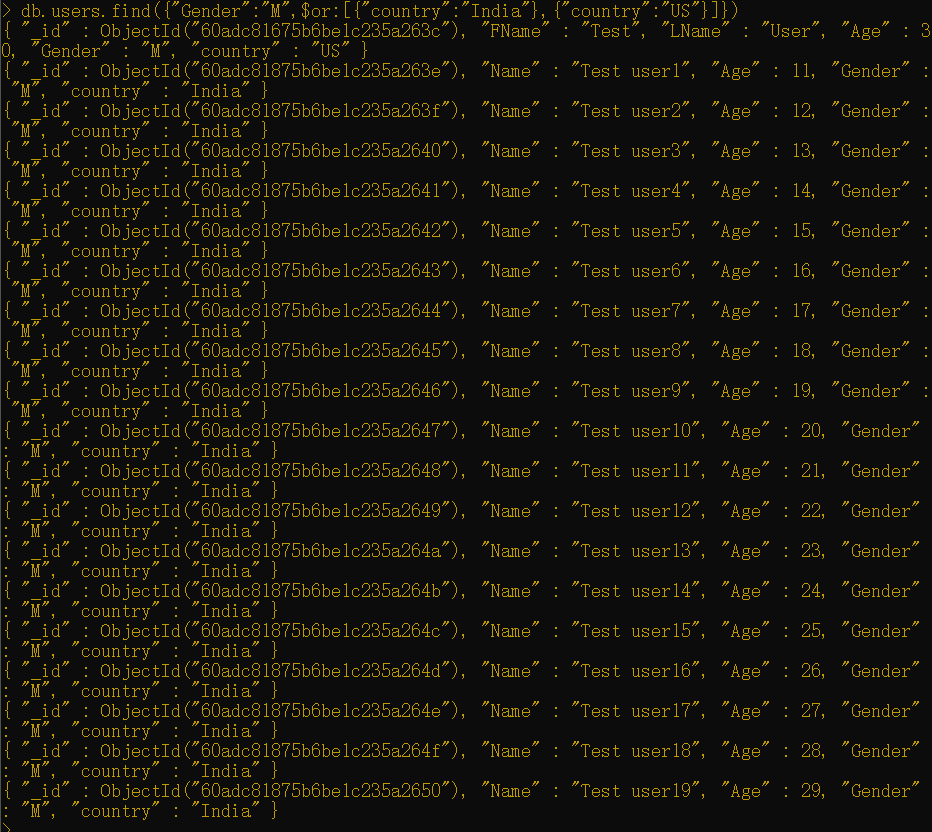 > db.users.find({"Gender":"M",$or:[{"country":"India"},{"country":"US"}]})
{ "_id" : ObjectId("60adc81675b6be1c235a263c"), "FName" : "Test", "LName" : "User", "Age" : 3
0, "Gender" : "M", "country" : "US" }
{ "_id" : ObjectId("60adc81875b6be1c235a263e"), "Name" : "Test user1", "Age" : 11, "Gender" :
"M", "country" : "India" }
{ "_id" : ObjectId("60adc81875b6be1c235a263f"), "Name" : "Test user2", "Age" : 12, "Gender" :
"M", "country" : "India" }
{ "_id" : ObjectId("60adc81875b6be1c235a2640"), "Name" : "Test user3", "Age" : 13, "Gender" :
"M", "country" : "India" }
{ "_id" : ObjectId("60adc81875b6be1c235a2641"), "Name" : "Test user4", "Age" : 14, "Gender" :
"M", "country" : "India" }
{ "_id" : ObjectId("60adc81875b6be1c235a2642"), "Name" : "Test user5", "Age" : 15, "Gender" :
"M", "country" : "India" }
{ "_id" : ObjectId("60adc81875b6be1c235a2643"), "Name" : "Test user6", "Age" : 16, "Gender" :
"M", "country" : "India" }
{ "_id" : ObjectId("60adc81875b6be1c235a2644"), "Name" : "Test user7", "Age" : 17, "Gender" :
"M", "country" : "India" }
{ "_id" : ObjectId("60adc81875b6be1c235a2645"), "Name" : "Test user8", "Age" : 18, "Gender" :
"M", "country" : "India" }
{ "_id" : ObjectId("60adc81875b6be1c235a2646"), "Name" : "Test user9", "Age" : 19, "Gender" :
"M", "country" : "India" }
{ "_id" : ObjectId("60adc81875b6be1c235a2647"), "Name" : "Test user10", "Age" : 20, "Gender"
: "M", "country" : "India" }
{ "_id" : ObjectId("60adc81875b6be1c235a2648"), "Name" : "Test user11", "Age" : 21, "Gender"
: "M", "country" : "India" }
{ "_id" : ObjectId("60adc81875b6be1c235a2649"), "Name" : "Test user12", "Age" : 22, "Gender"
: "M", "country" : "India" }
{ "_id" : ObjectId("60adc81875b6be1c235a264a"), "Name" : "Test user13", "Age" : 23, "Gender"
: "M", "country" : "India" }
{ "_id" : ObjectId("60adc81875b6be1c235a264b"), "Name" : "Test user14", "Age" : 24, "Gender"
: "M", "country" : "India" }
{ "_id" : ObjectId("60adc81875b6be1c235a264c"), "Name" : "Test user15", "Age" : 25, "Gender"
: "M", "country" : "India" }
{ "_id" : ObjectId("60adc81875b6be1c235a264d"), "Name" : "Test user16", "Age" : 26, "Gender"
: "M", "country" : "India" }
{ "_id" : ObjectId("60adc81875b6be1c235a264e"), "Name" : "Test user17", "Age" : 27, "Gender"
: "M", "country" : "India" }
{ "_id" : ObjectId("60adc81875b6be1c235a264f"), "Name" : "Test user18", "Age" : 28, "Gender"
: "M", "country" : "India" }
{ "_id" : ObjectId("60adc81875b6be1c235a2650"), "Name" : "Test user19", "Age" : 29, "Gender"
: "M", "country" : "India" }
>